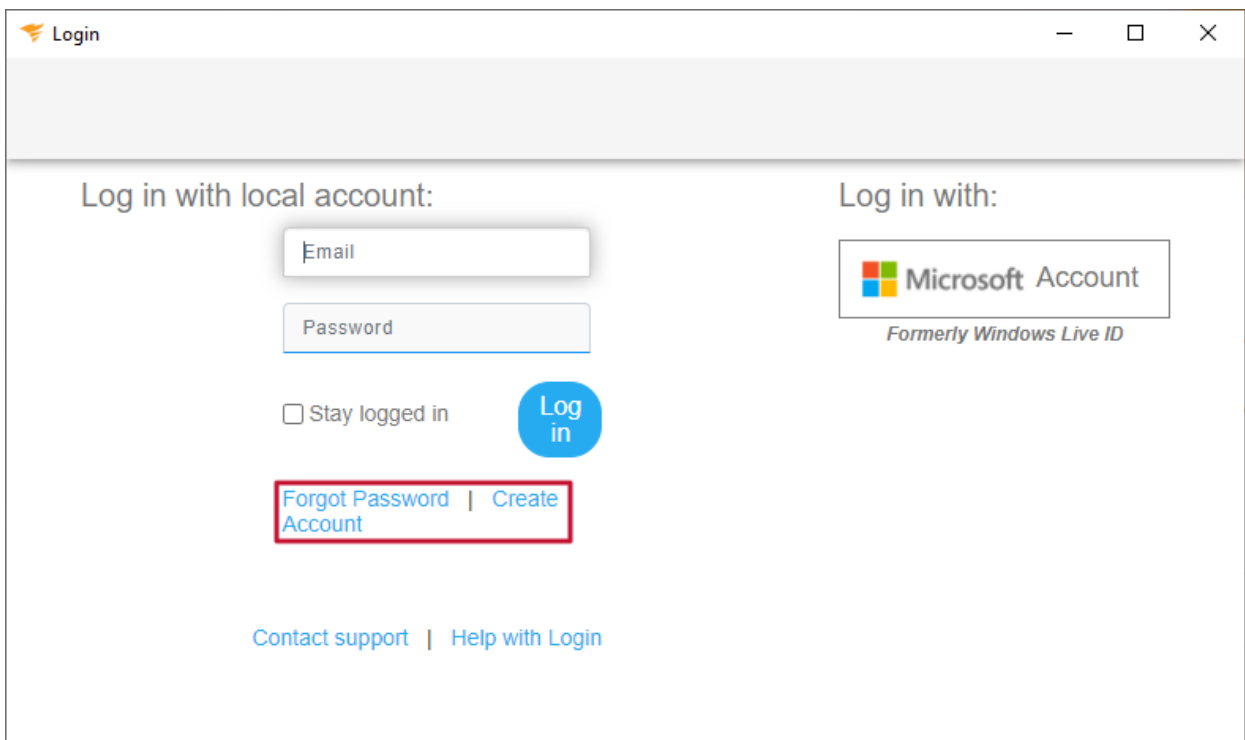 Login
Log in with local account:
Email
Password
Stay logged in
Log
in
Forgot Password | Create
Account
Contact support | Help with Login
Log in with:
Microsoft Account
Formerly Windows Live ID